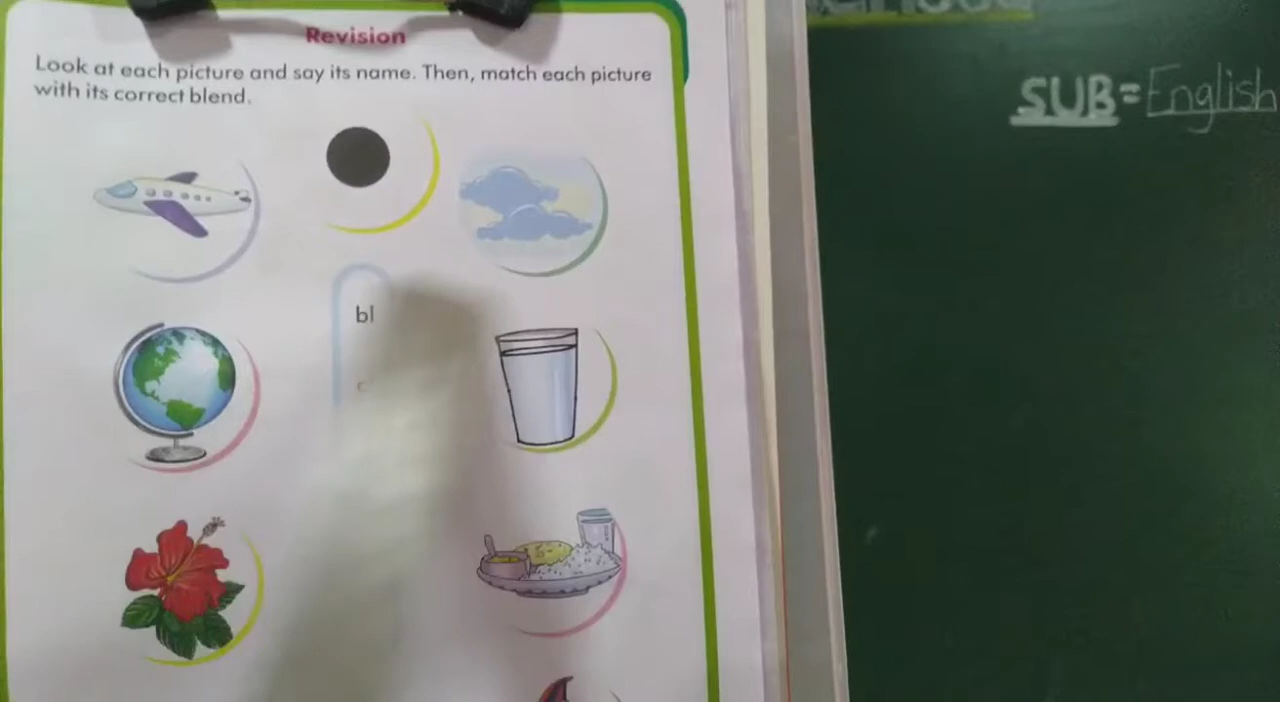 Revision
Look at each picture and say its name. Then, match each picture
with its correct blend.
SUB=English
bl